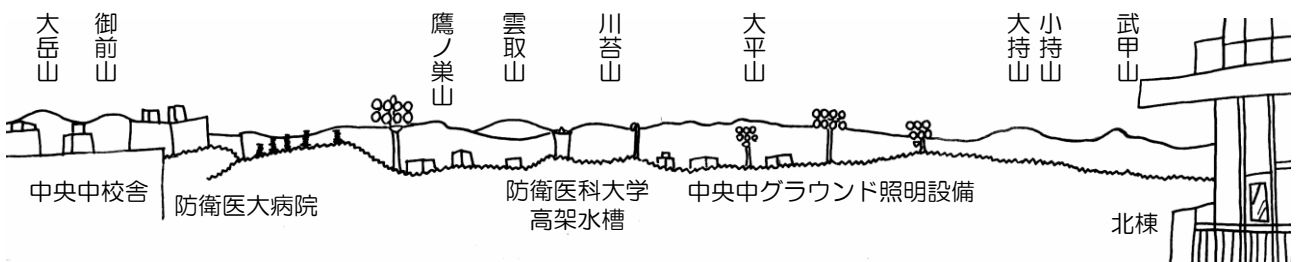 大岳山
御前山
鷹ノ巣山
雲取山
川苔山
大平山
大持山
小持山
武甲山
中央中校舎
防衛医大病院
防衛医科大学
高架水槽
中央中グラウンド照明設備
北棟